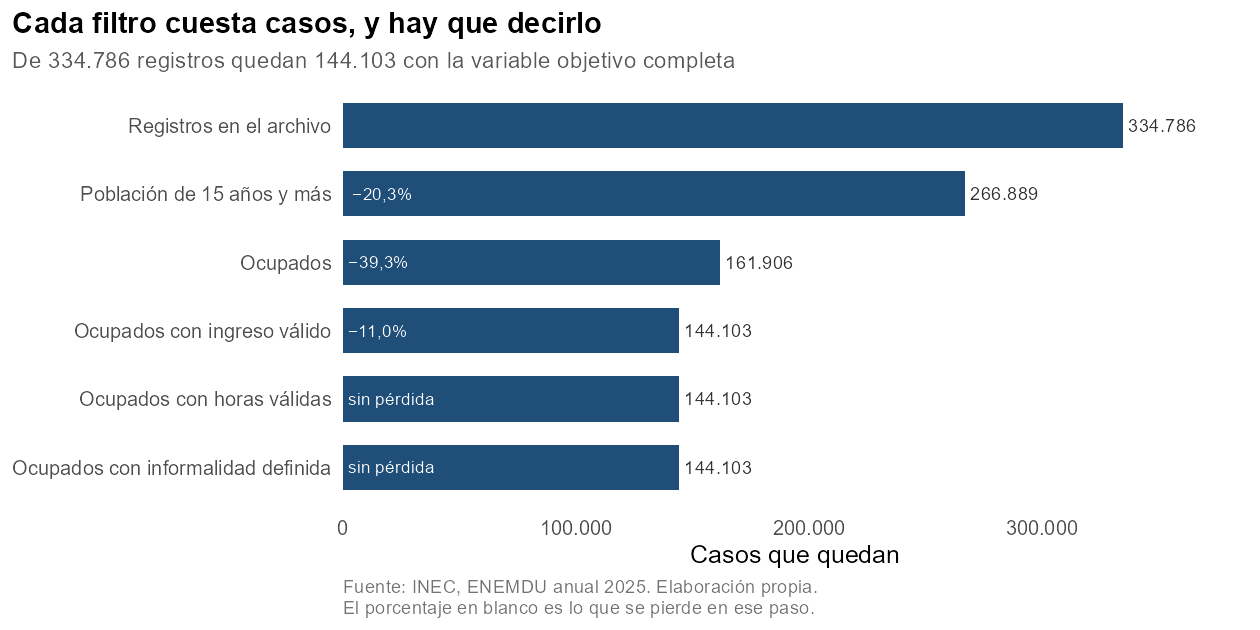 Cada filtro cuesta casos, y hay que decirlo
De 334.786 registros quedan 144.103 con la variable objetivo completa
Registros en el archivo
334.786
Población de 15 años y más
−20,3%
266.889
Ocupados
−39,3%
161.906
Ocupados con ingreso válido
−11,0%
144.103
Ocupados con horas válidas
sin pérdida
144.103
Ocupados con informalidad definida
sin pérdida
144.103
0
100.000
200.000
300.000
Casos que quedan
Fuente: INEC, ENEMDU anual 2025. Elaboración propia.
El porcentaje en blanco es lo que se pierde en ese paso.